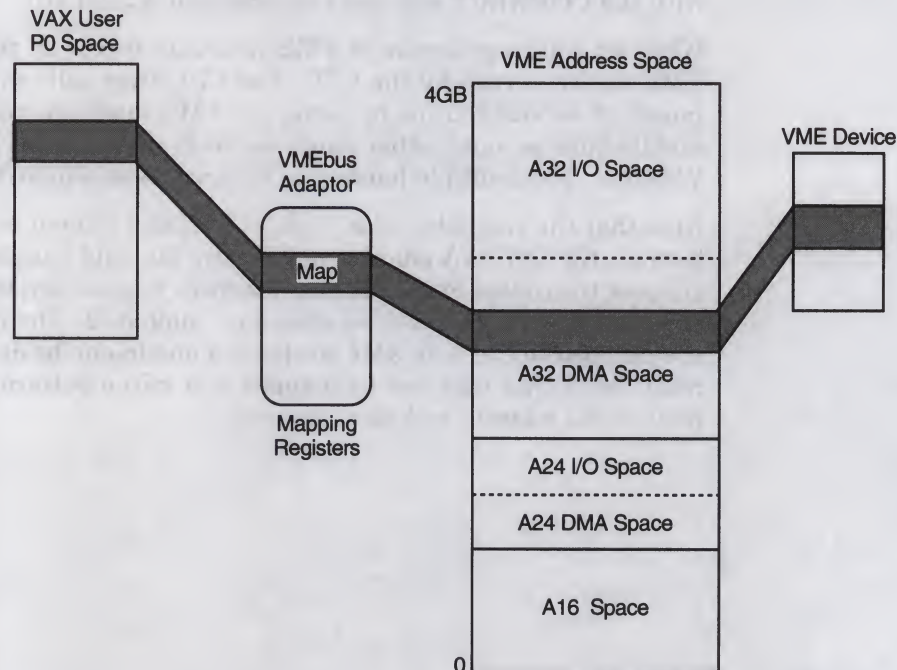 VAX User
P0 Space
VME Address Space
4GB
VME Device
VMEbus
Adaptor
A32 I/O Space
Map
A32 DMA Space
Mapping
Registers
A24 I/O Space
A24 DMA Space
A16 Space
0